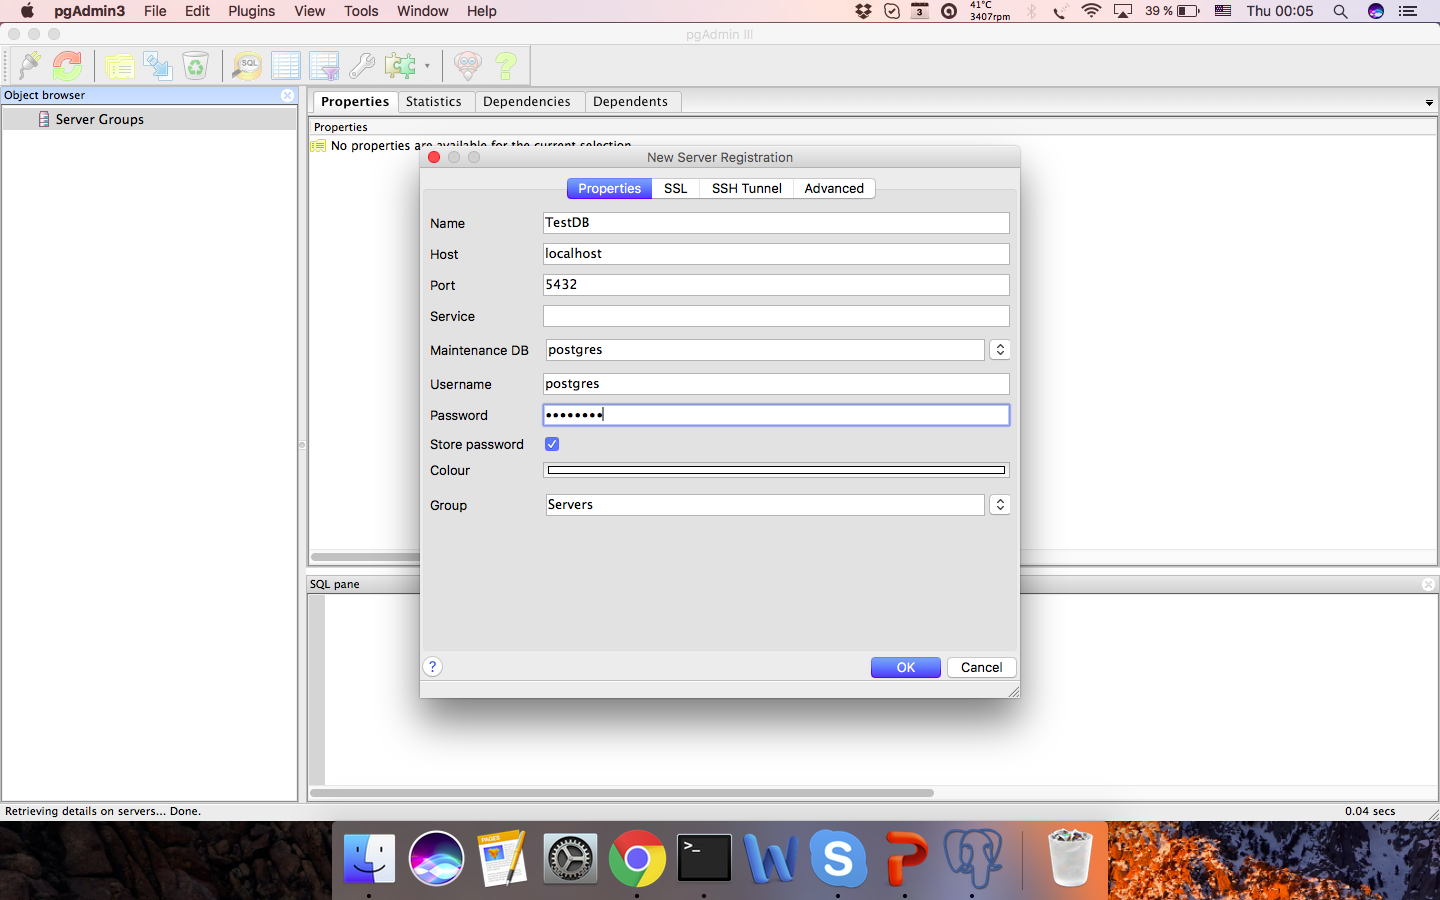 pgAdmin3 File Edit Plugins View Tools Window Help 3 41°C 3407rpm 39 % Thu 00:05
pgAdmin III
SQL
Object browser
Server Groups
Properties Statistics Dependencies Dependents
Properties
No properties are available for the current selection
New Server Registration
Properties SSL SSH Tunnel Advanced
Name TestDB
Host localhost
Port 5432
Service
Maintenance DB postgres
Username postgres
Password ••••••••
Store password
Colour
Group Servers
? OK Cancel
SQL pane
Retrieving details on servers... Done. 0.04 secs
PAGES
>_
W S P